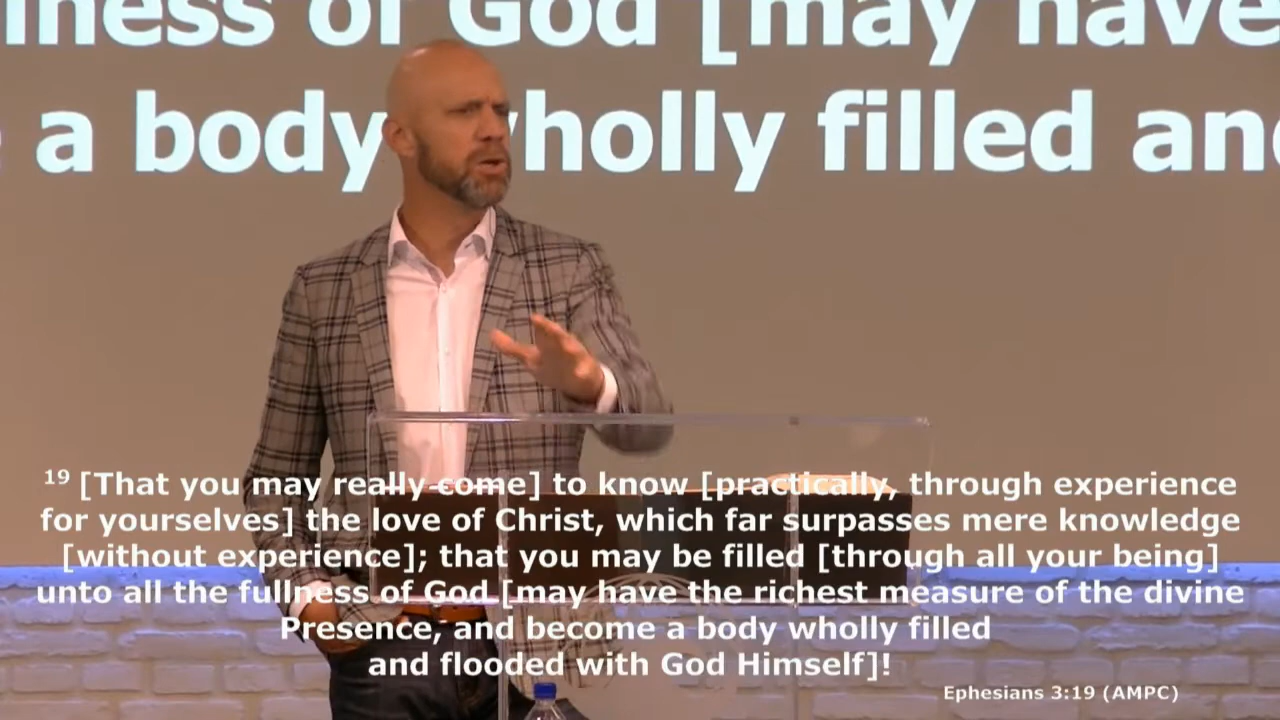 lness of God [may have
a body wholly filled and
19 [That you may really come] to know [practically, through experience
for yourselves] the love of Christ, which far surpasses mere knowledge
[without experience]; that you may be filled [through all your being]
unto all the fullness of God [may have the richest measure of the divine
Presence, and become a body wholly filled
and flooded with God Himself]!
Ephesians 3:19 (AMPC)